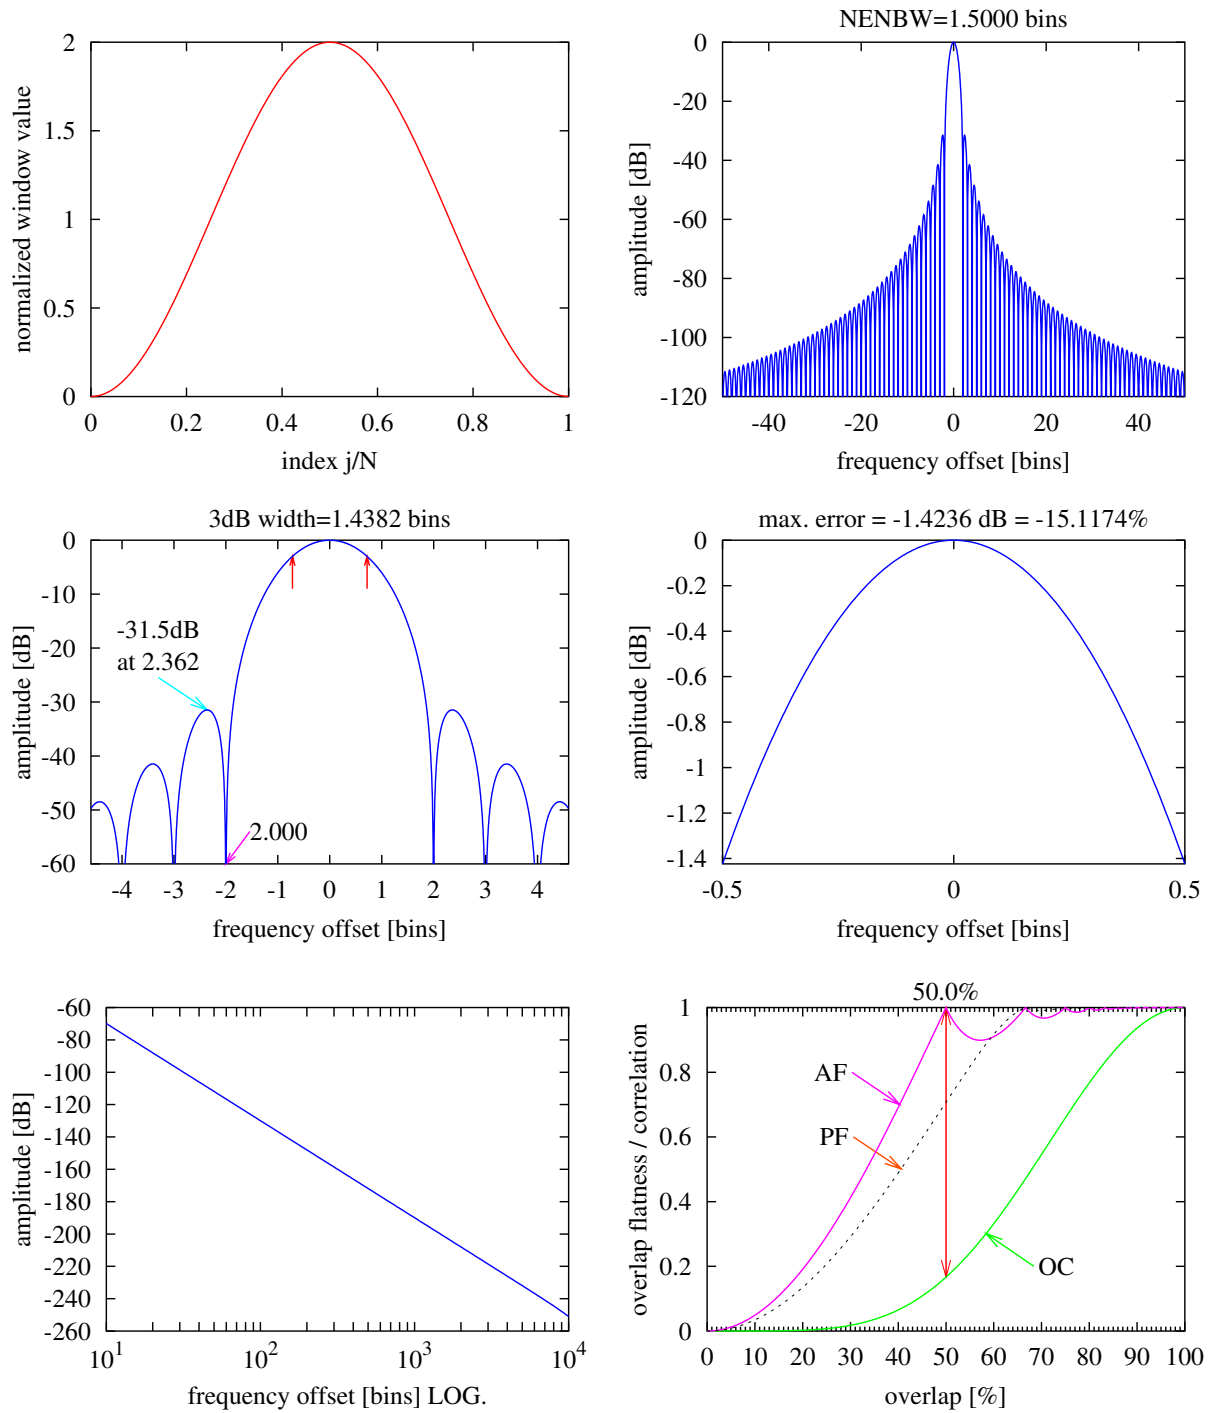 2
1.5
1
0.5
0
normalized window value
0 0.2 0.4 0.6 0.8 1
index j/N
NENBW=1.5000 bins
0
-20
-40
-60
-80
-100
-120
amplitude [dB]
-40 -20 0 20 40
frequency offset [bins]
3dB width=1.4382 bins
0
-10
-20
-30
-40
-50
-60
amplitude [dB]
-31.5dB
at 2.362
2.000
-4 -3 -2 -1 0 1 2 3 4
frequency offset [bins]
max. error = -1.4236 dB = -15.1174%
0
-0.2
-0.4
-0.6
-0.8
-1
-1.2
-1.4
amplitude [dB]
-0.5 0 0.5
frequency offset [bins]
-60
-80
-100
-120
-140
-160
-180
-200
-220
-240
-260
amplitude [dB]
10¹ 10² 10³ 10⁴
frequency offset [bins] LOG.
50.0%
1
0.8
0.6
0.4
0.2
0
overlap flatness / correlation
AF
PF
OC
0 10 20 30 40 50 60 70 80 90 100
overlap [%]